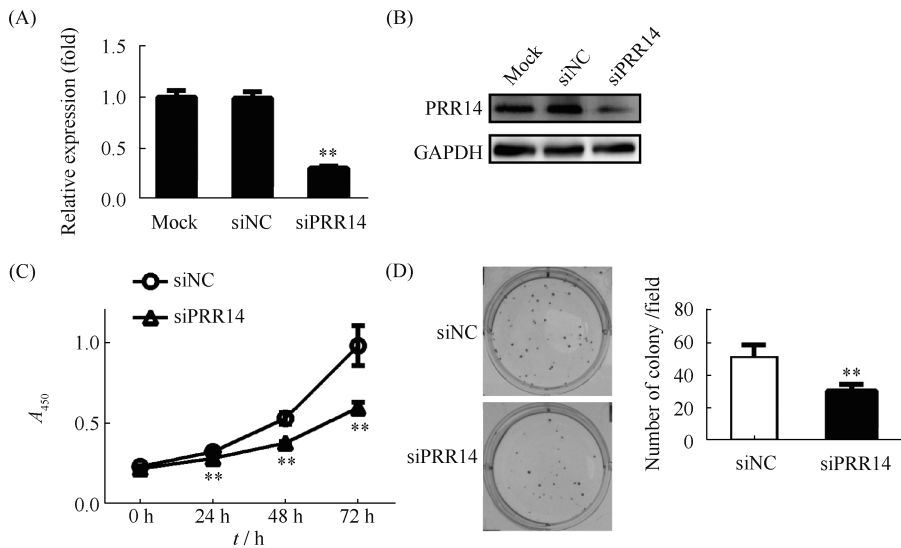 (A)
Relative expression (fold)
1.5
1.0
0.5
0.0
**
Mock siNC siPRR14
(B)
Mock siNC siPRR14
PRR14
GAPDH
(C)
siNC
siPRR14
A450
1.0
0.5
0.0
** ** **
0 h 24 h 48 h 72 h
t / h
(D)
siNC
siPRR14
Number of colony /field
80
60
40
20
0
**
siNC siPRR14